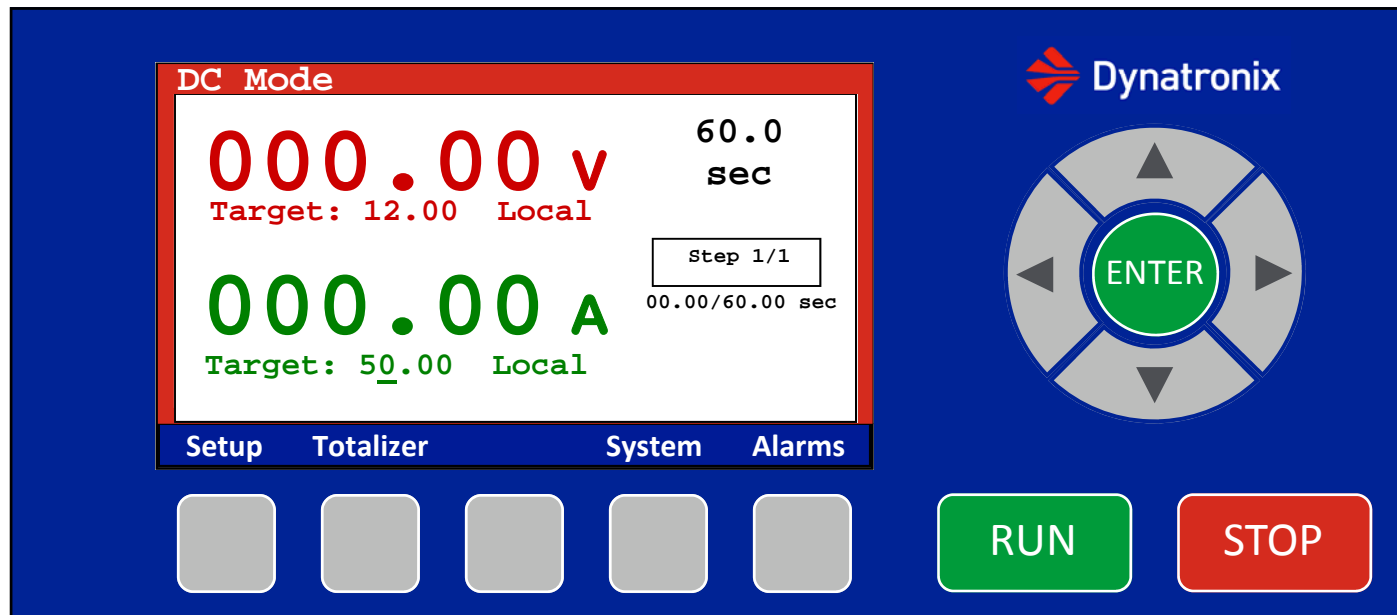 DC Mode
Dynatronix
000.00 V
60.0
sec
Target: 12.00 Local
Step 1/1
00.00/60.00 sec
000.00 A
Target: 50.00 Local
ENTER
Setup Totalizer System Alarms
RUN STOP